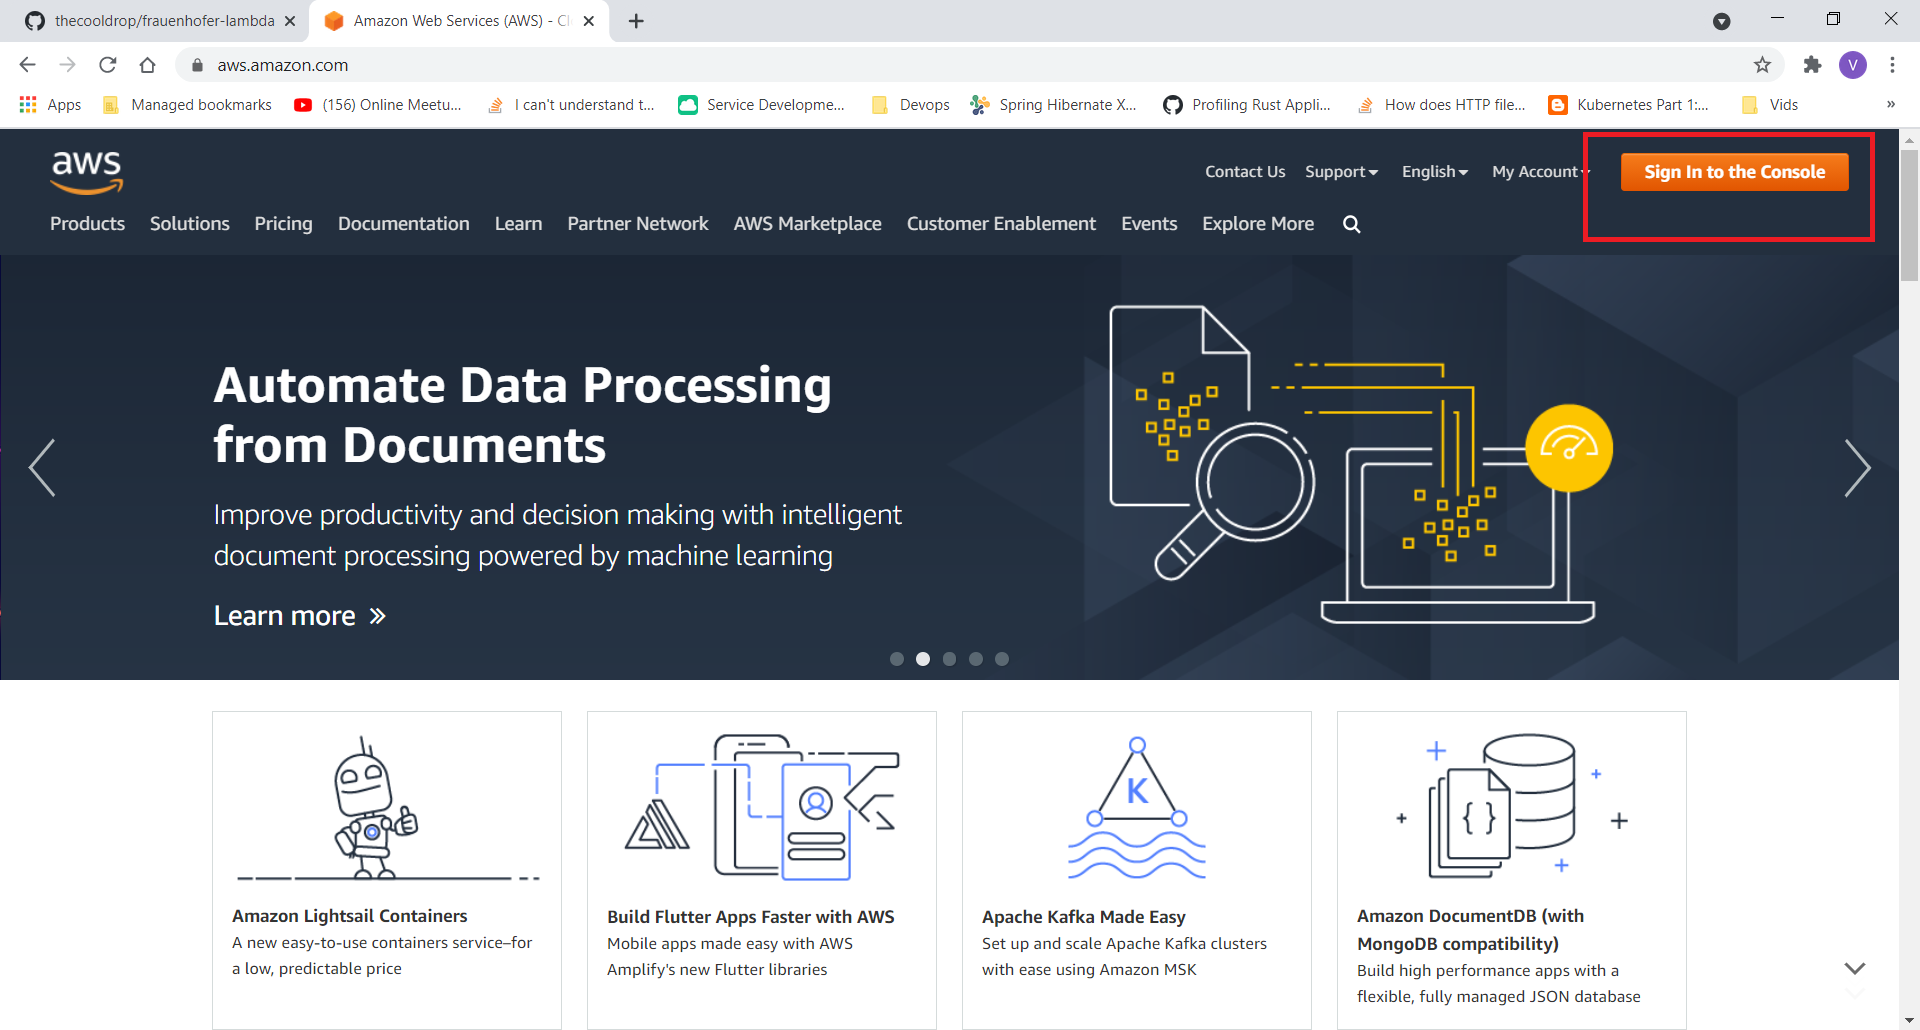 thecooldrop/frauenhofer-lambda
Amazon Web Services (AWS) - Cl
aws.amazon.com
V
Apps
Managed bookmarks
(156) Online Meetu...
I can't understand t...
Service Developme...
Devops
Spring Hibernate X...
Profiling Rust Appli...
How does HTTP file...
Kubernetes Part 1:...
Vids
»
aws
Contact Us
Support
English
My Account
Sign In to the Console
Products
Solutions
Pricing
Documentation
Learn
Partner Network
AWS Marketplace
Customer Enablement
Events
Explore More
Automate Data Processing
from Documents
Improve productivity and decision making with intelligent
document processing powered by machine learning
Learn more »
K
{ }
Amazon Lightsail Containers
A new easy-to-use containers service–for
a low, predictable price
Build Flutter Apps Faster with AWS
Mobile apps made easy with AWS
Amplify's new Flutter libraries
Apache Kafka Made Easy
Set up and scale Apache Kafka clusters
with ease using Amazon MSK
Amazon DocumentDB (with
MongoDB compatibility)
Build high performance apps with a
flexible, fully managed JSON database